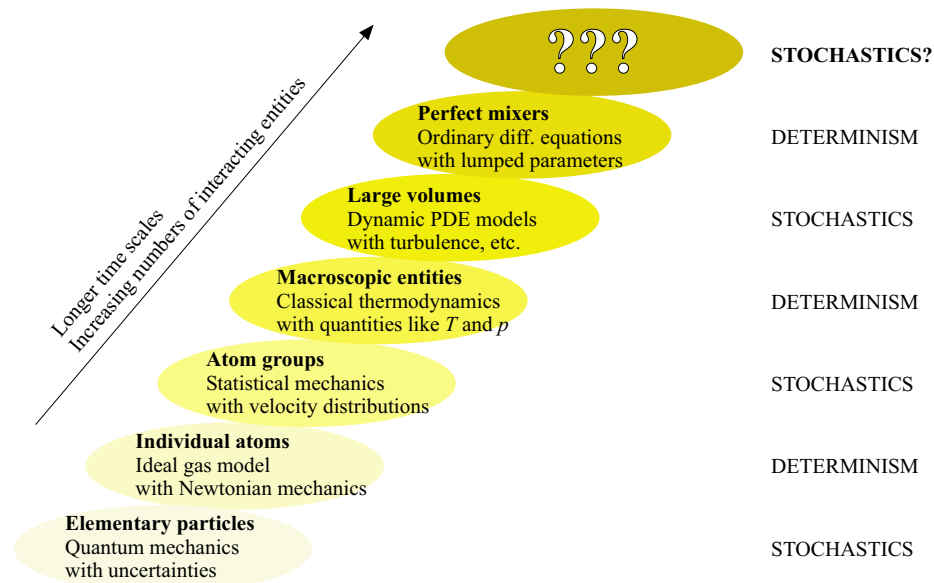 ???
STOCHASTICS?
Perfect mixers
Ordinary diff. equations
with lumped parameters
DETERMINISM
Large volumes
Dynamic PDE models
with turbulence, etc.
STOCHASTICS
Macroscopic entities
Classical thermodynamics
with quantities like T and p
DETERMINISM
Atom groups
Statistical mechanics
with velocity distributions
STOCHASTICS
Individual atoms
Ideal gas model
with Newtonian mechanics
DETERMINISM
Elementary particles
Quantum mechanics
with uncertainties
STOCHASTICS
Longer time scales
Increasing numbers of interacting entities